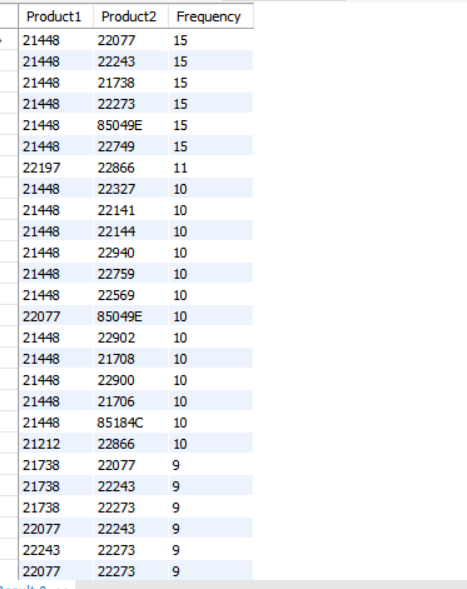 Product1 Product2 Frequency
21448 22077 15
21448 22243 15
21448 21738 15
21448 22273 15
21448 85049E 15
21448 22749 15
22197 22866 11
21448 22327 10
21448 22141 10
21448 22144 10
21448 22940 10
21448 22759 10
21448 22569 10
22077 85049E 10
21448 22902 10
21448 21708 10
21448 22900 10
21448 21706 10
21448 85184C 10
21212 22866 10
21738 22077 9
21738 22243 9
21738 22273 9
22077 22243 9
22243 22273 9
22077 22273 9